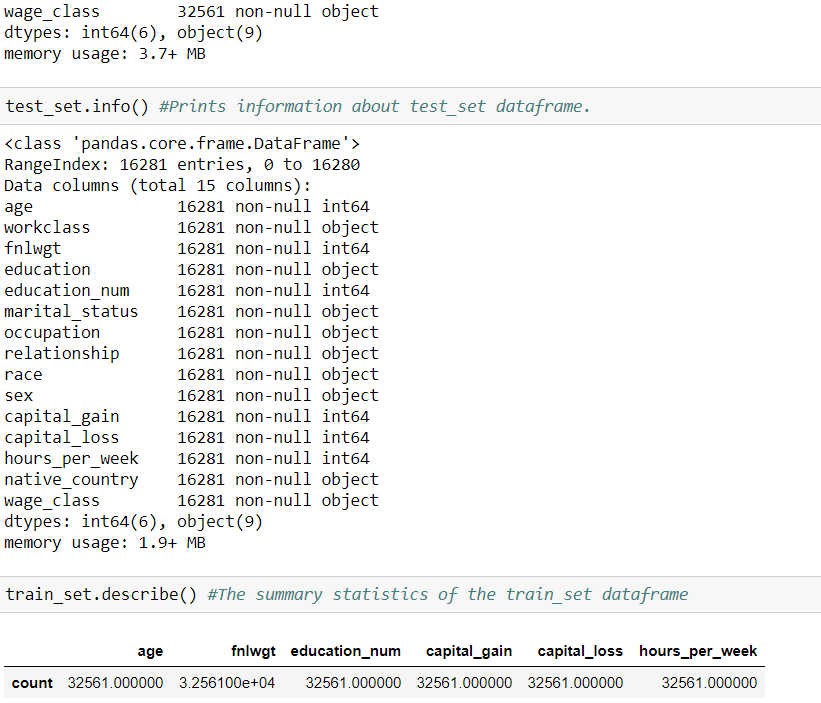 wage_class        32561 non-null object
dtypes: int64(6), object(9)
memory usage: 3.7+ MB
test_set.info() #Prints information about test_set dataframe.
<class 'pandas.core.frame.DataFrame'>
RangeIndex: 16281 entries, 0 to 16280
Data columns (total 15 columns):
age               16281 non-null int64
workclass         16281 non-null object
fnlwgt            16281 non-null int64
education         16281 non-null object
education_num     16281 non-null int64
marital_status    16281 non-null object
occupation        16281 non-null object
relationship      16281 non-null object
race              16281 non-null object
sex               16281 non-null object
capital_gain      16281 non-null int64
capital_loss      16281 non-null int64
hours_per_week    16281 non-null int64
native_country    16281 non-null object
wage_class        16281 non-null object
dtypes: int64(6), object(9)
memory usage: 1.9+ MB
train_set.describe() #The summary statistics of the train_set dataframe
age fnlwgt education_num capital_gain capital_loss hours_per_week
count 32561.000000 3.256100e+04 32561.000000 32561.000000 32561.000000 32561.000000